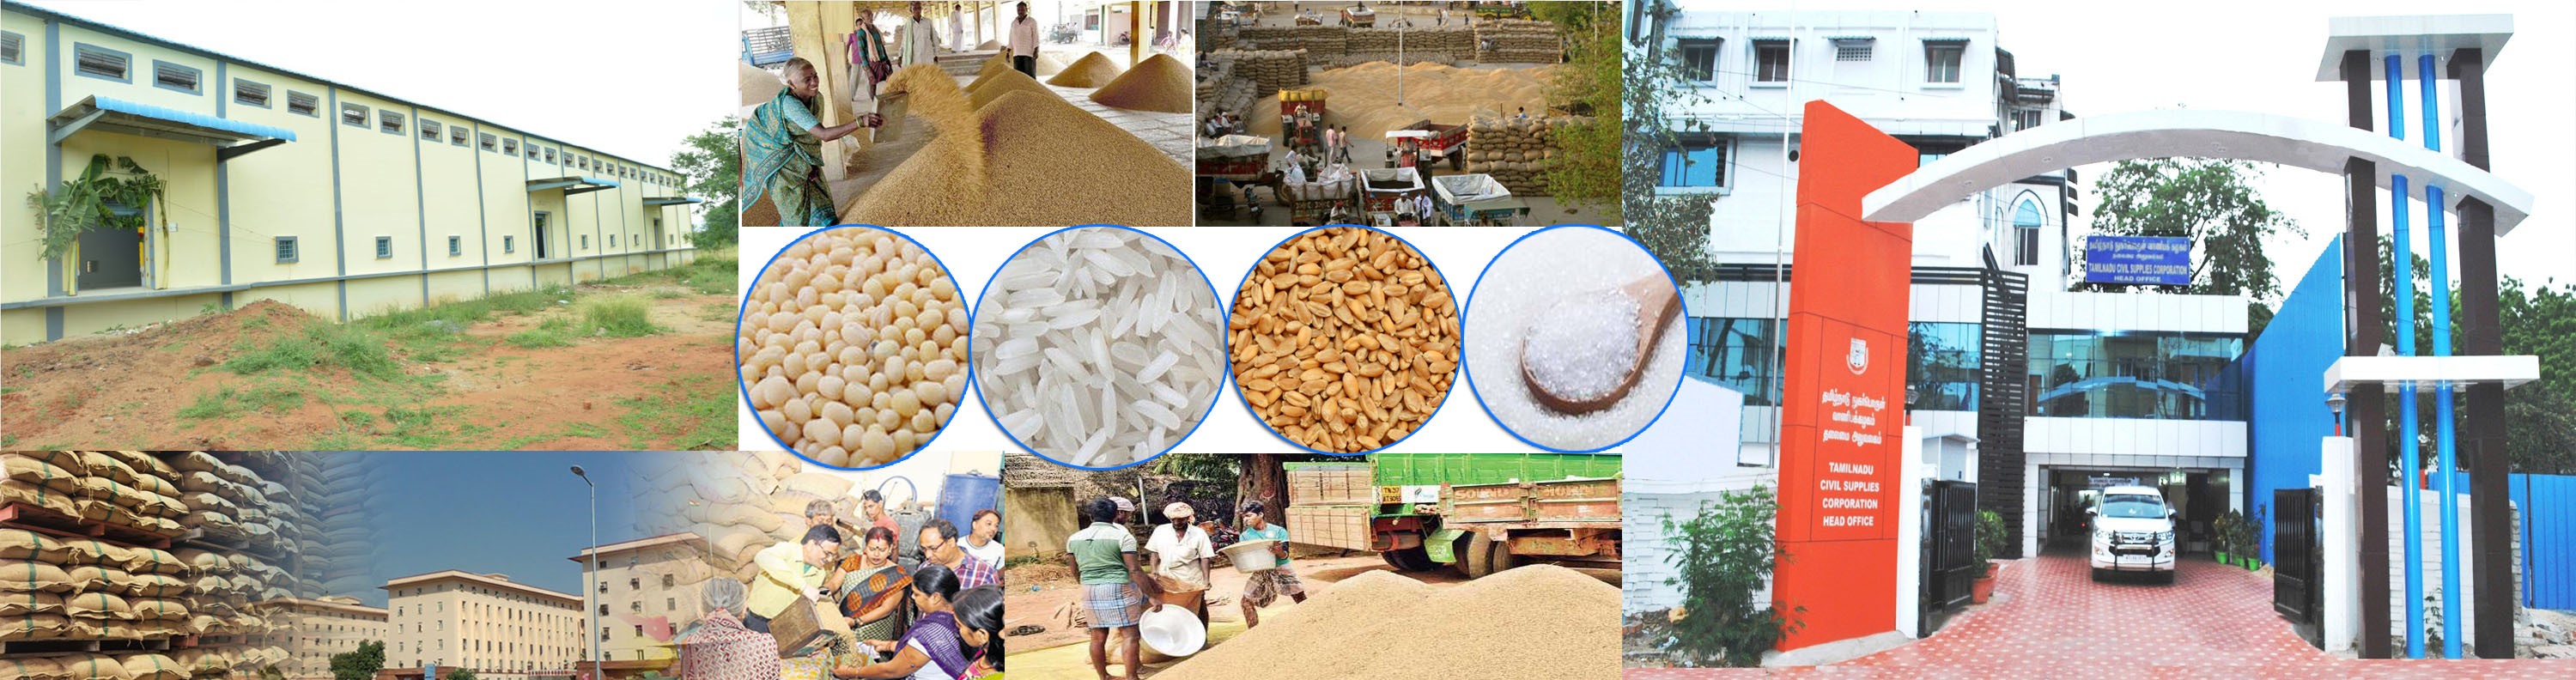 தமிழ்நாடு நுகர்பொருள் வாணிபக் கழகம்
தலைமை அலுவலகம்
TAMILNADU CIVIL SUPPLIES CORPORATION
HEAD OFFICE
தமிழ்நாடு நுகர்பொருள்
வாணிபக்கழகம்
தலைமை அலுவலகம்
TAMILNADU
CIVIL SUPPLIES
CORPORATION
HEAD OFFICE